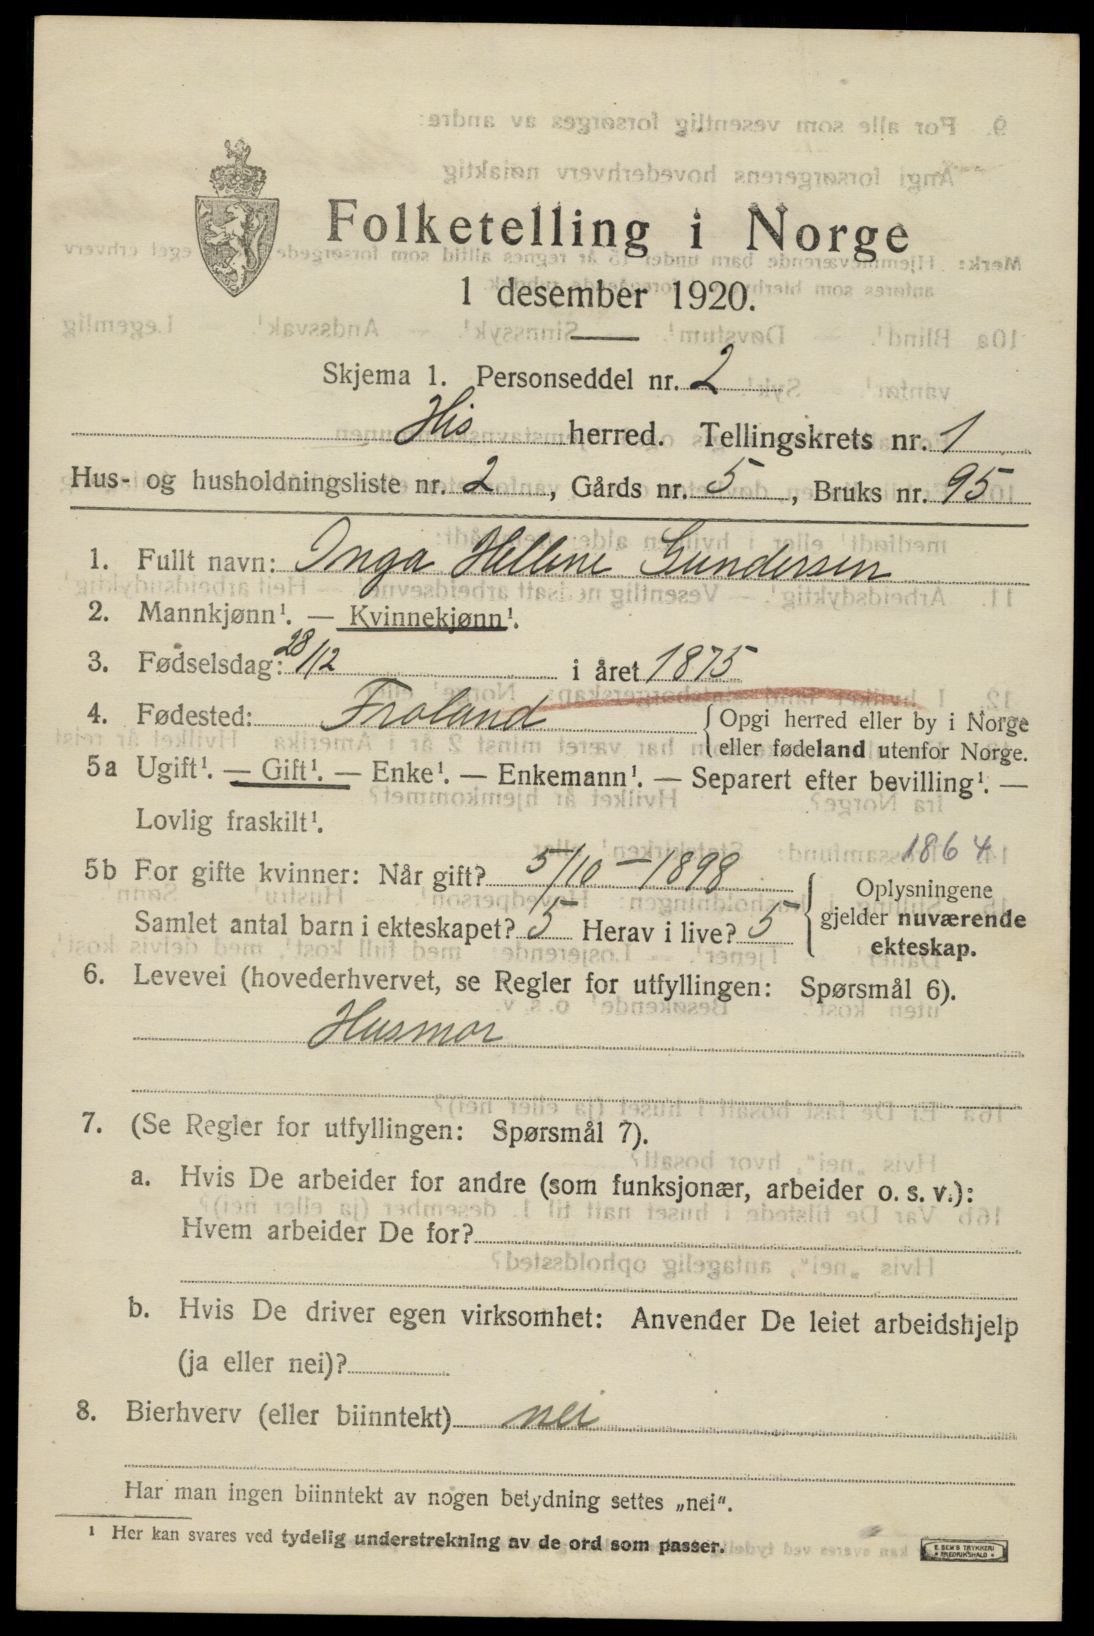 Folketelling i Norge
1 desember 1920.
Skjema 1. Personseddel nr. 2
His herred. Tellingskrets nr. 1
Hus- og husholdningsliste nr. 2, Gårds nr. 5, Bruks nr. 95
1. Fullt navn: Inga Hellene Gundersen
2. Mannkjønn¹. — Kvinnekjønn¹.
3. Fødselsdag: 28/12 i året 1875
4. Fødested: Froland {Opgi herred eller by i Norge
eller fødeland utenfor Norge.
5a Ugift¹. — Gift¹. — Enke¹. — Enkemann¹. — Separert efter bevilling¹. —
Lovlig fraskilt¹.
1864
5b For gifte kvinner: Når gift? 5/10 - 1898 { Oplysningene
Samlet antal barn i ekteskapet? 5 Herav i live? 5 gjelder nuværende
ekteskap.
6. Levevei (hovederhvervet, se Regler for utfyllingen: Spørsmål 6).
Husmor
7. (Se Regler for utfyllingen: Spørsmål 7).
a. Hvis De arbeider for andre (som funksjonær, arbeider o. s. v.):
Hvem arbeider De for?
b. Hvis De driver egen virksomhet: Anvender De leiet arbeidshjelp
(ja eller nei)?
8. Bierhverv (eller biinntekt) nei
Har man ingen biinntekt av nogen betydning settes „nei".
¹ Her kan svares ved tydelig understrekning av de ord som passer.
E. SEM'S TRYKKERI
• FREDRIKSHALD •